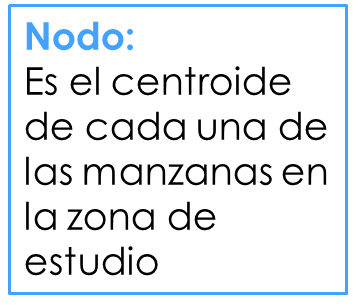 Nodo:
Es el centroide
de cada una de
las manzanas en
la zona de
estudio